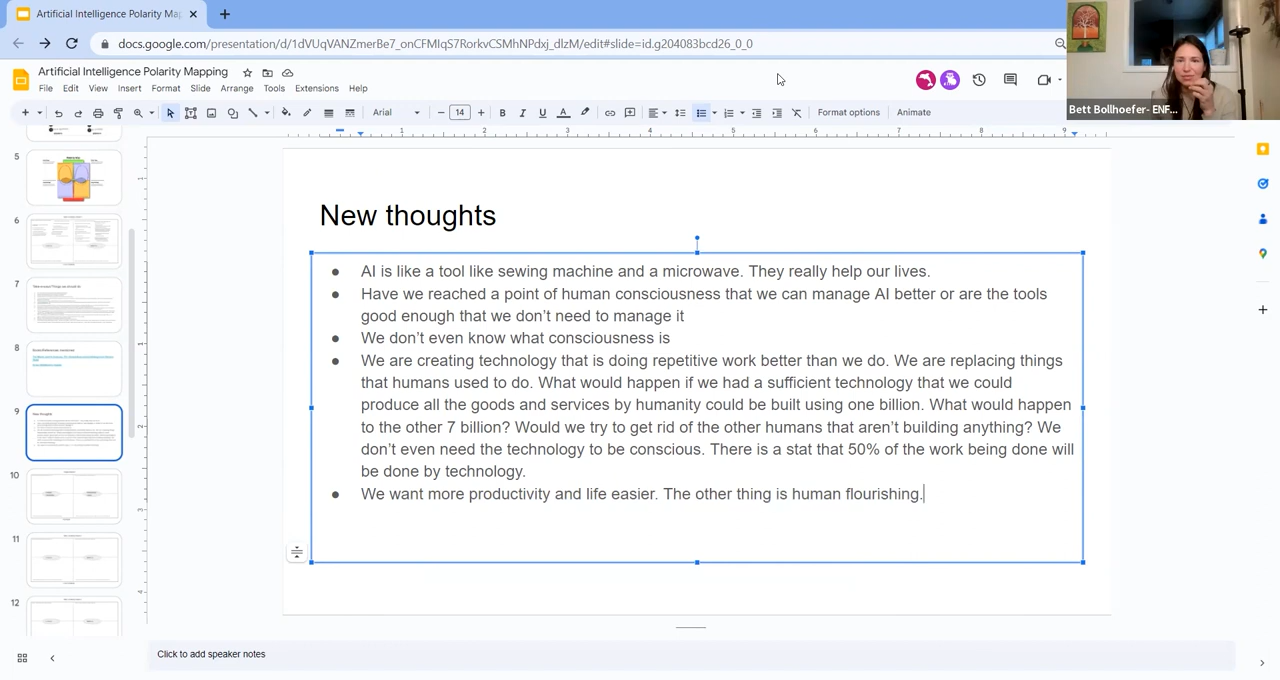 Artificial Intelligence Polarity Map
docs.google.com/presentation/d/1dVUqVANZmerBe7_onCFMIqS7RorkvCSMhNPdxj_dlzM/edit#slide=id.g204083bcd26_0_0
Artificial Intelligence Polarity Mapping
File Edit View Insert Format Slide Arrange Tools Extensions Help
Arial 14 Format options Animate
Bett Bollhoefer- ENF...
1 2 3 4 5 6 7 8 9
5
6
7
8
9
10
11
12
New thoughts
● AI is like a tool like sewing machine and a microwave. They really help our lives.
● Have we reached a point of human consciousness that we can manage AI better or are the tools
good enough that I don't need to manage it
● We don't even know what consciousness is
● We are creating technology that is doing repetitive work better than we do. We are replacing things
that humans used to do. What would happen if we had a sufficient technology that we could
produce all the goods and services by humanity could be built using one billion. What would happen
to the other 7 billion? Would we try to get rid of the other humans that aren't building anything? We
don't even need the technology to be conscious. There is a stat that 50% of the work being done will
be done by technology.
● We want more productivity and life easier. The other thing is human flourishing.
Click to add speaker notes